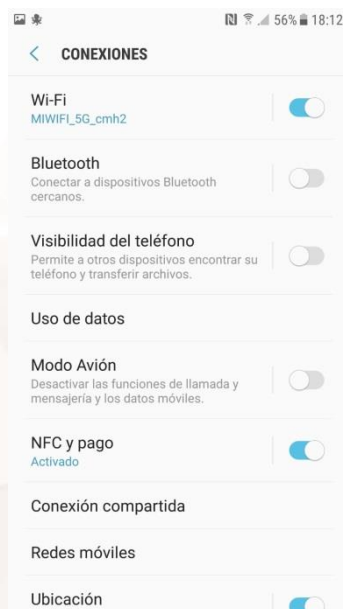 56% 18:12
CONEXIONES
Wi-Fi
MIWIFI_5G_cmh2
Bluetooth
Conectar a dispositivos Bluetooth
cercanos.
Visibilidad del teléfono
Permite a otros dispositivos encontrar su
teléfono y transferir archivos.
Uso de datos
Modo Avión
Desactivar las funciones de llamada y
mensajería y los datos móviles.
NFC y pago
Activado
Conexión compartida
Redes móviles
Ubicación